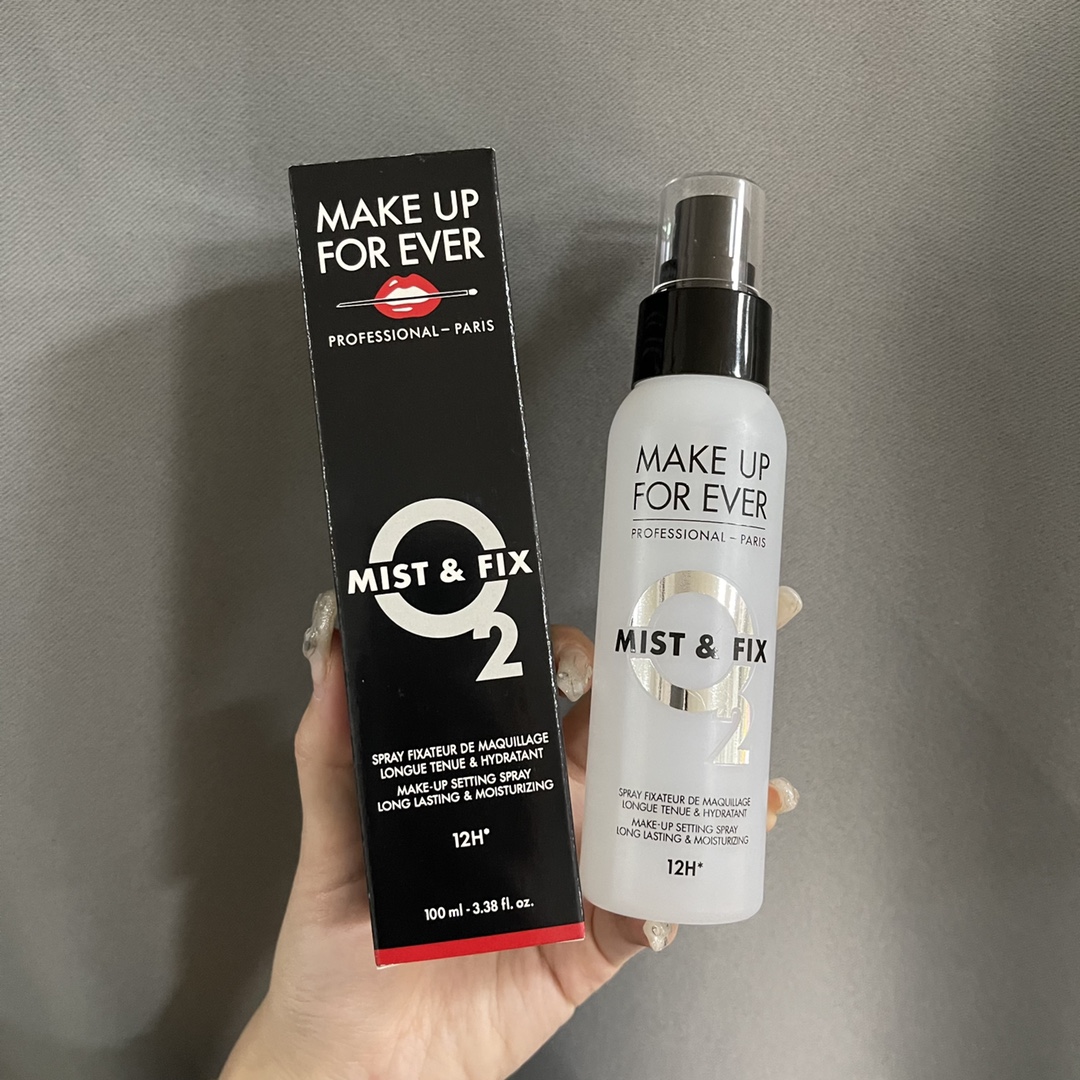 MAKE UP
FOR EVER
PROFESSIONAL – PARIS
O2
MIST & FIX
SPRAY FIXATEUR DE MAQUILLAGE
LONGUE TENUE & HYDRATANT
MAKE-UP SETTING SPRAY
LONG LASTING & MOISTURIZING
12H*
100 ml - 3.38 fl. oz.
MAKE UP
FOR EVER
PROFESSIONAL – PARIS
O2
MIST & FIX
SPRAY FIXATEUR DE MAQUILLAGE
LONGUE TENUE & HYDRATANT
MAKE-UP SETTING SPRAY
LONG LASTING & MOISTURIZING
12H*